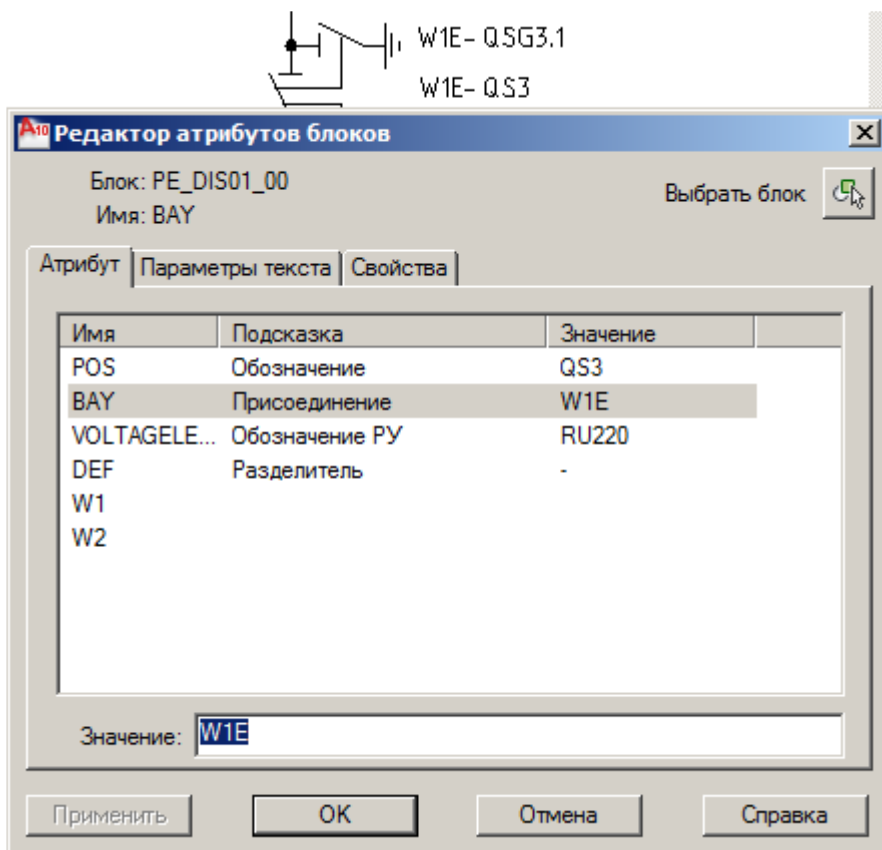 W1E- QSG3.1
W1E- QS3
A10 Редактор атрибутов блоков
Блок: PE_DIS01_00
Имя: BAY
Выбрать блок
Атрибут Параметры текста Свойства
Имя Подсказка Значение
POS Обозначение QS3
BAY Присоединение W1E
VOLTAGELE... Обозначение РУ RU220
DEF Разделитель -
W1
W2
Значение: W1E
Применить OK Отмена Справка